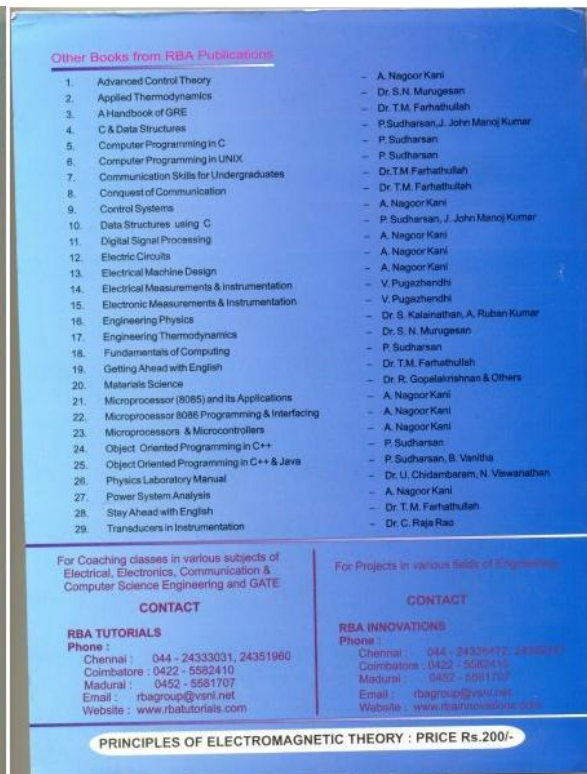 Other Books from RBA Publications
1. Advanced Control Theory – A. Nagoor Kani
2. Applied Thermodynamics – Dr. S.N. Murugesan
3. A Handbook of GRE – Dr. T.M. Farhathullah
4. C & Data Structures – P.Sudharsan,J. John Manoj Kumar
5. Computer Programming in C – P. Sudharsan
6. Computer Programming in UNIX – P. Sudharsan
7. Communication Skills for Undergraduates – Dr.T.M Farhathullah
8. Conquest of Communication – Dr. T.M. Farhathullah
9. Control Systems – A. Nagoor Kani
10. Data Structures using C – P. Sudharsan, J. John Manoj Kumar
11. Digital Signal Processing – A. Nagoor Kani
12. Electric Circuits – A. Nagoor Kani
13. Electrical Machine Design – A. Nagoor Kani
14. Electrical Measurements & Instrumentation – V. Pugazhendhi
15. Electronic Measurements & Instrumentation – V. Pugazhendhi
16. Engineering Physics – Dr. S. Kalainathan, A. Ruban Kumar
17. Engineering Thermodynamics – Dr. S. N. Murugesan
18. Fundamentals of Computing – P. Sudharsan
19. Getting Ahead with English – Dr. T.M. Farhathullah
20. Materials Science – Dr. R. Gopalakrishnan & Others
21. Microprocessor (8085) and its Applications – A. Nagoor Kani
22. Microprocessor 8086 Programming & Interfacing – A. Nagoor Kani
23. Microprocessors & Microcontrollers – A. Nagoor Kani
24. Object Oriented Programming in C++ – P. Sudharsan
25. Object Oriented Programming in C++ & Java – P. Sudharsan, B. Vanitha
26. Physics Laboratory Manual – Dr. U. Chidambaram, N. Viswanathan
27. Power System Analysis – A. Nagoor Kani
28. Stay Ahead with English – Dr. T. M. Farhathullah
29. Transducers in Instrumentation – Dr. C. Raja Rao
For Coaching classes in various subjects of
Electrical, Electronics, Communication &
Computer Science Engineering and GATE
CONTACT
RBA TUTORIALS
Phone :
Chennai : 044 - 24333031, 24351960
Coimbatore : 0422 - 5582410
Madurai : 0452 - 5581707
Email : rbagroup@vsnl.net
Website : www.rbatutorials.com
For Projects in various fields of Engineering
CONTACT
RBA INNOVATIONS
Phone :
Chennai : 044 - 24326477,
Coimbatore : 0422 - 5582410
Madurai : 0452 - 5581707
Email : rbagroup@vsnl.net
Website : www.rbainnovations.com
PRINCIPLES OF ELECTROMAGNETIC THEORY : PRICE Rs.200/-